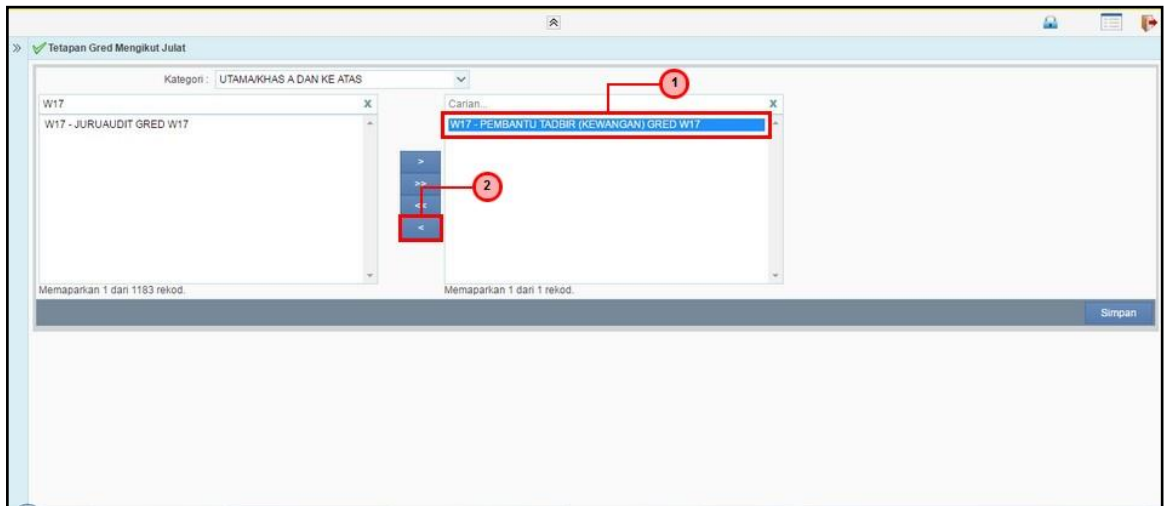 Tetapan Gred Mengikut Julat
Kategori : UTAMA/KHAS A DAN KE ATAS
1
W17 X Carian... X
W17 - JURUAUDIT GRED W17
W17 - PEMBANTU TADBIR (KEWANGAN) GRED W17
>
>>
2
<<
<
Memaparkan 1 dari 1183 rekod.
Memaparkan 1 dari 1 rekod.
Simpan